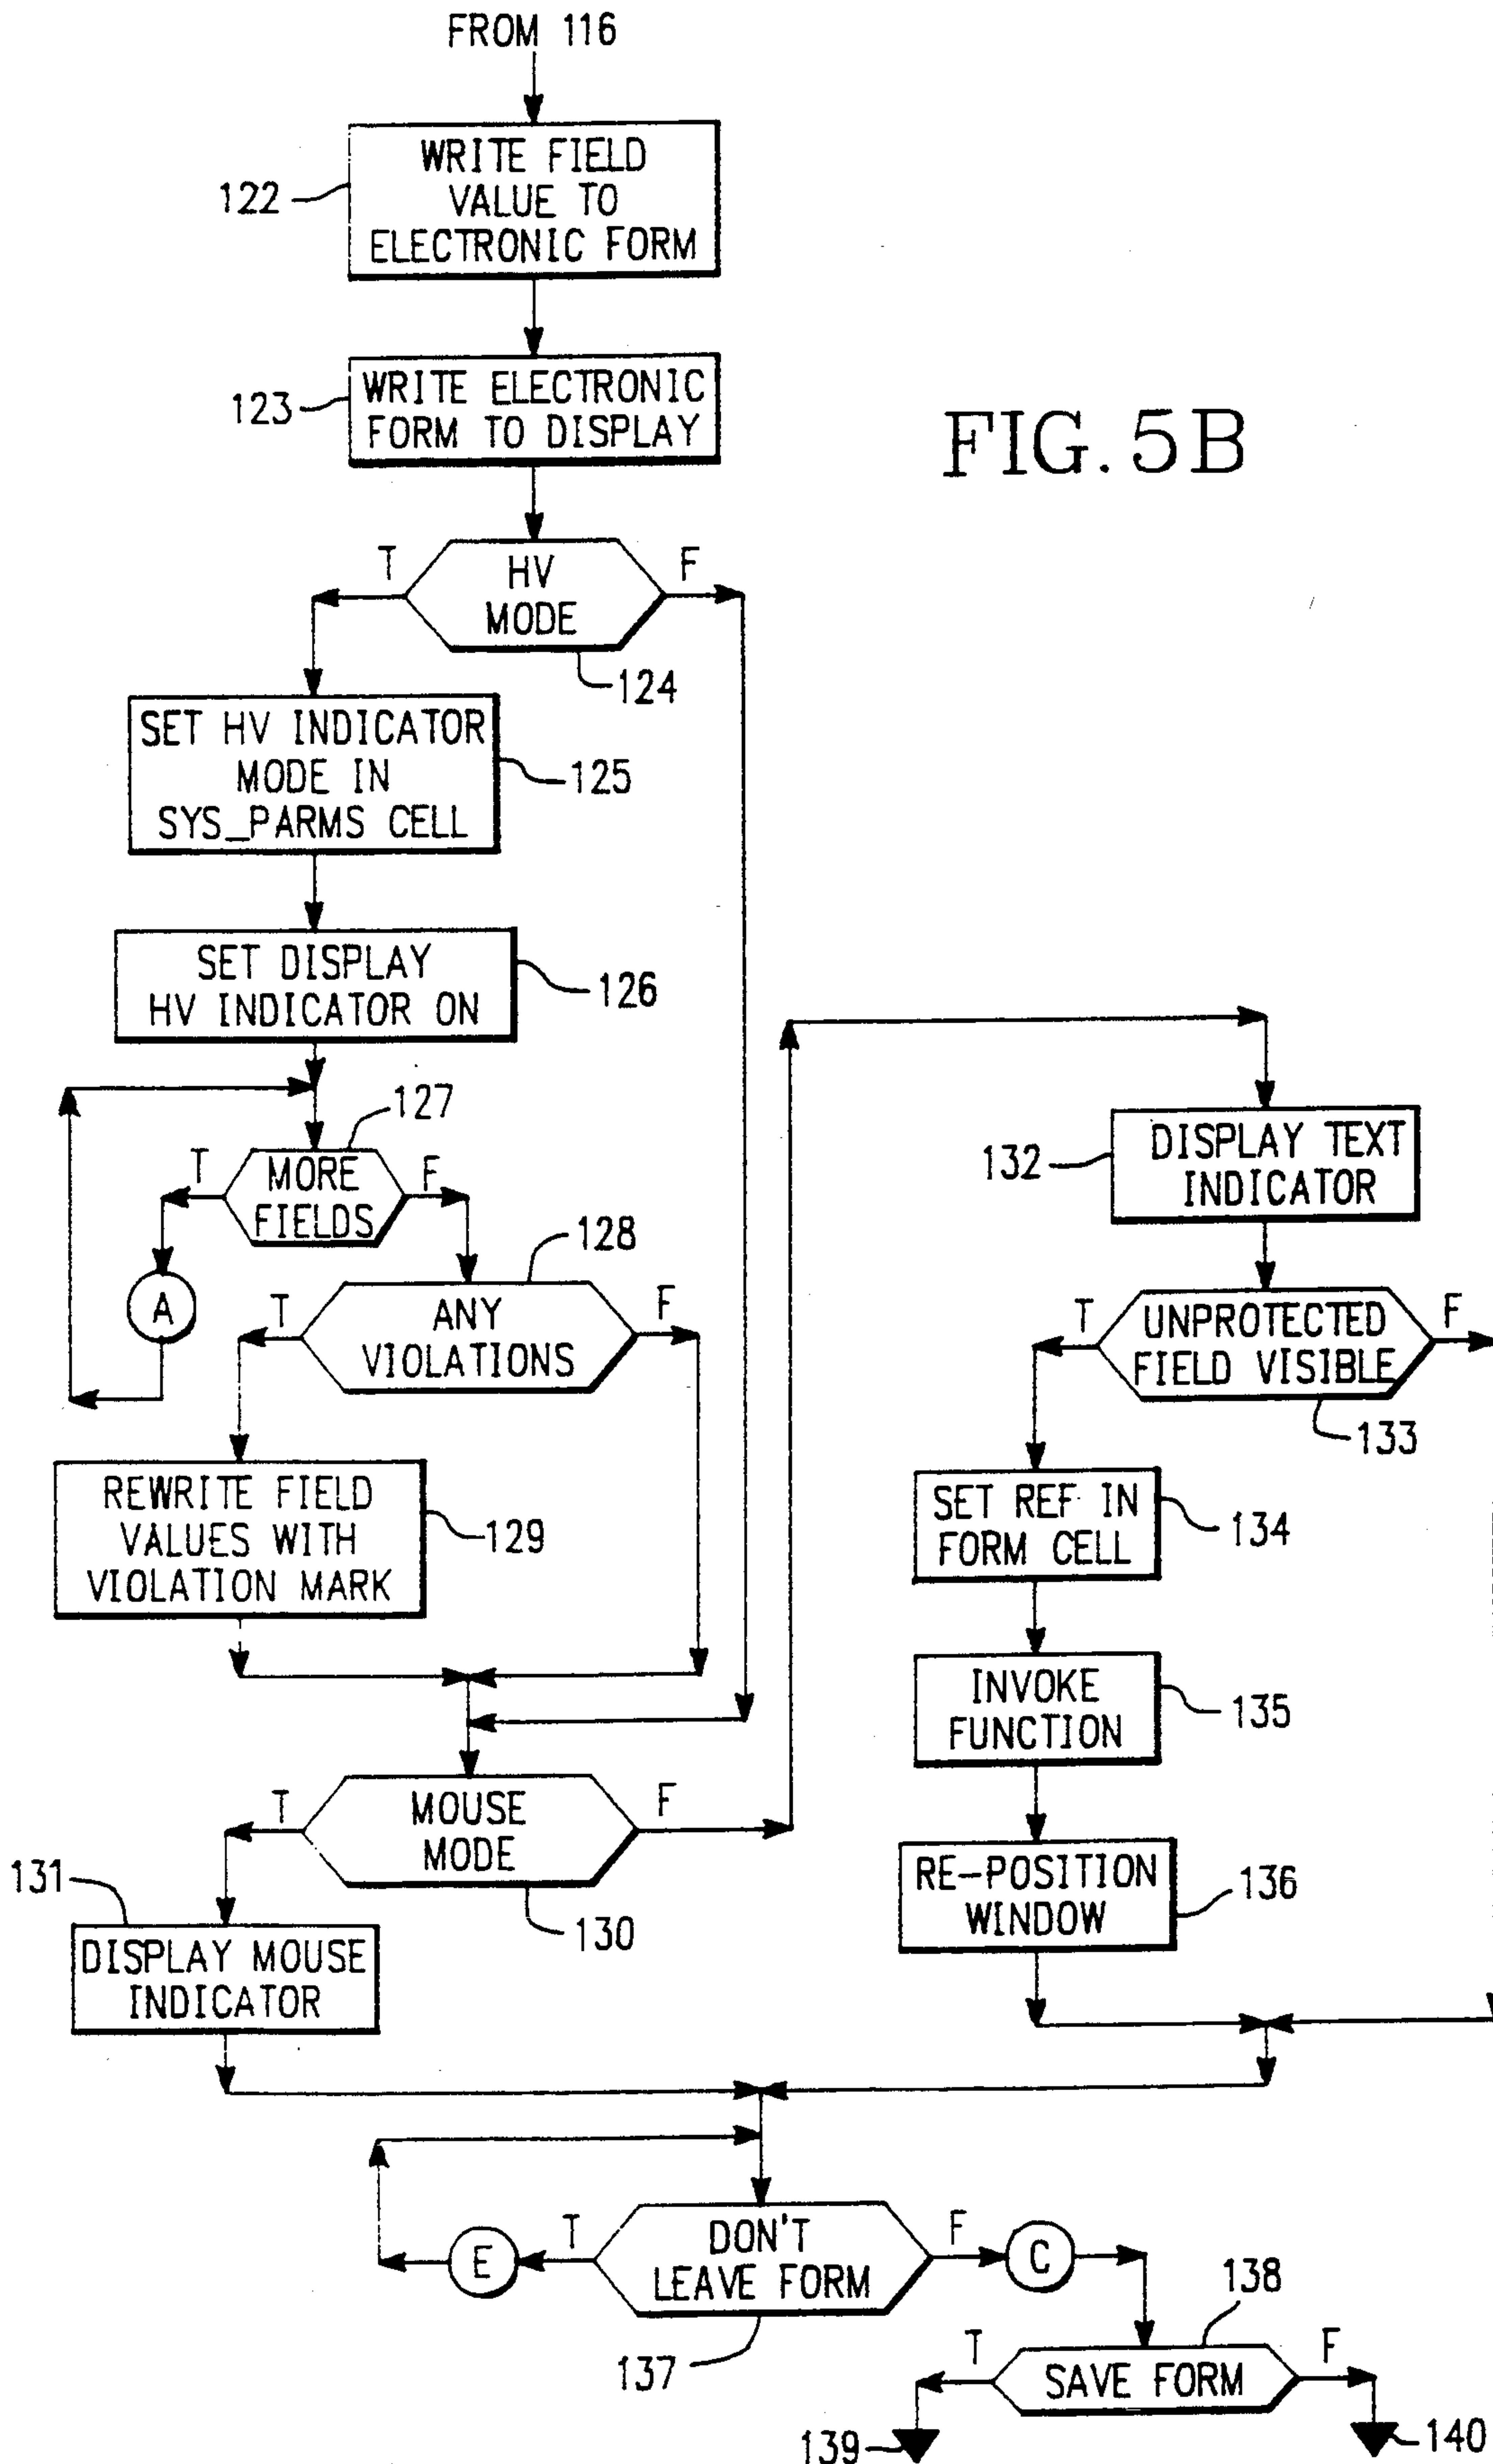 FROM 116
WRITE FIELD
VALUE TO
ELECTRONIC FORM
122
WRITE ELECTRONIC
FORM TO DISPLAY
123
FIG. 5B
T
HV
MODE
F
124
SET HV INDICATOR
MODE IN
SYS_PARMS CELL
125
SET DISPLAY
HV INDICATOR ON
126
127
T
MORE
FIELDS
F
A
128
T
ANY
VIOLATIONS
F
REWRITE FIELD
VALUES WITH
VIOLATION MARK
129
T
MOUSE
MODE
F
130
131
DISPLAY MOUSE
INDICATOR
132
DISPLAY TEXT
INDICATOR
T
UNPROTECTED
FIELD VISIBLE
F
133
SET REF IN
FORM CELL
134
INVOKE
FUNCTION
135
RE-POSITION
WINDOW
136
E
T
DON'T
LEAVE FORM
F
C
137
138
T
SAVE FORM
F
139
140